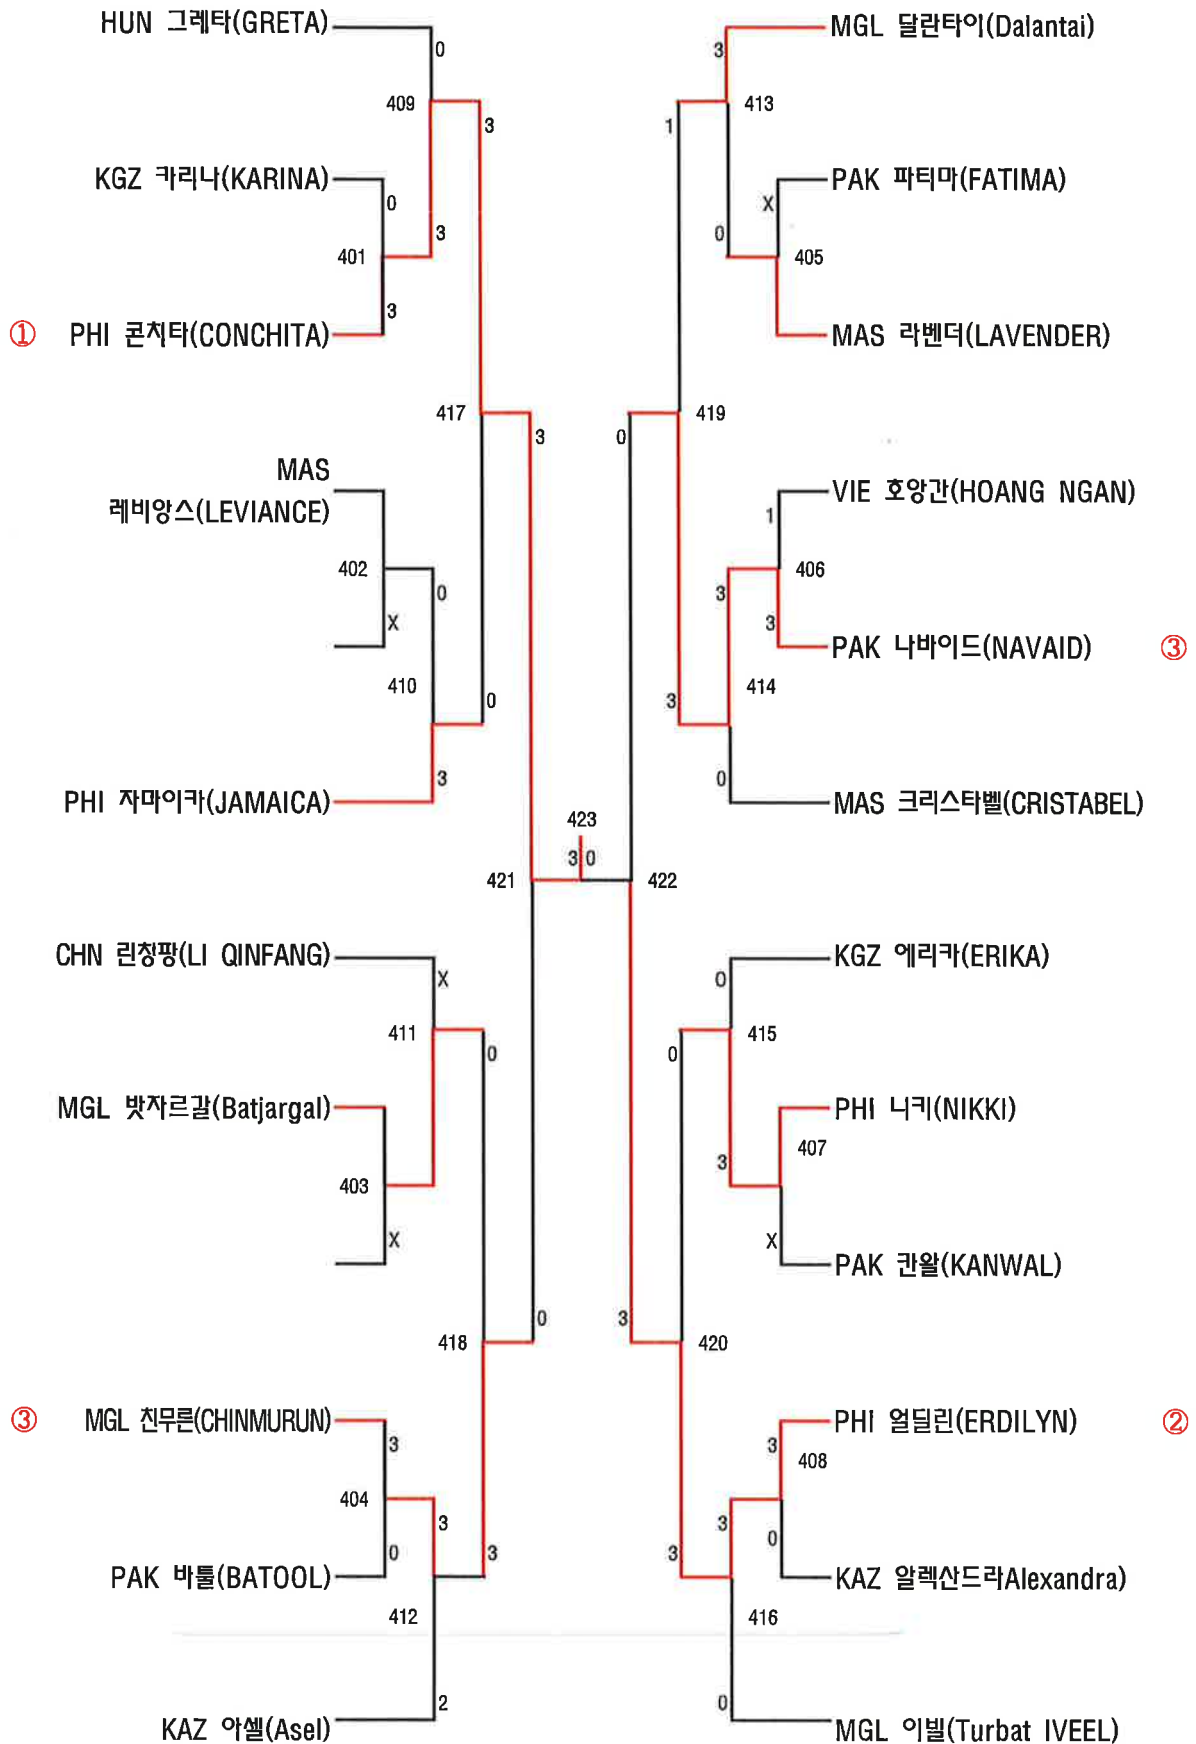 HUN 그레타(GRETA)
0
409
3
KGZ 카리나(KARINA)
0
401
3
3
① PHI 콘치타(CONCHITA)
417
3
MAS
레비앙스(LEVIANCE)
402
0
X
410
0
3
PHI 자마이카(JAMAICA)
421
CHN 린칭팡(LI QINFANG)
X
411
0
MGL 밧자르갈(Batjargal)
403
X
418
0
③ MGL 친무른(CHINMURUN)
3
404
3
0
3
PAK 바툴(BATOOL)
412
2
KAZ 아셀(Asel)
423
3 0
MGL 달란타이(Dalantai)
3
413
1
PAK 파티마(FATIMA)
X
0
405
MAS 라벤더(LAVENDER)
419
0
VIE 호앙간(HOANG NGAN)
1
406
3
3
PAK 나바이드(NAVAID) ③
414
3
0
MAS 크리스타벨(CRISTABEL)
422
KGZ 에리카(ERIKA)
0
415
0
PHI 니키(NIKKI)
407
3
X
PAK 칸왈(KANWAL)
3
420
PHI 얼딜린(ERDILYN) ②
3
408
3
0
3
KAZ 알렉산드라Alexandra)
416
0
MGL 이빌(Turbat IVEEL)